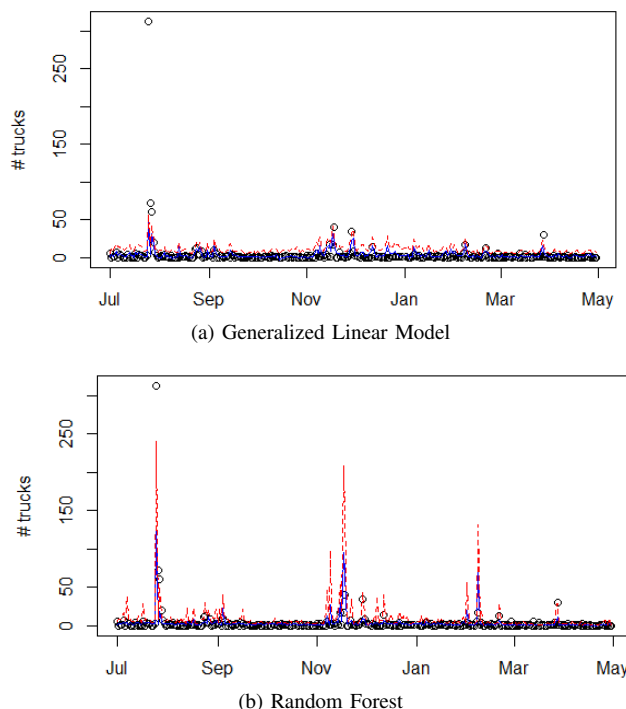 250
150
50
0
# trucks
Jul Sep Nov Jan Mar May
(a) Generalized Linear Model
250
150
50
0
# trucks
Jul Sep Nov Jan Mar May
(b) Random Forest